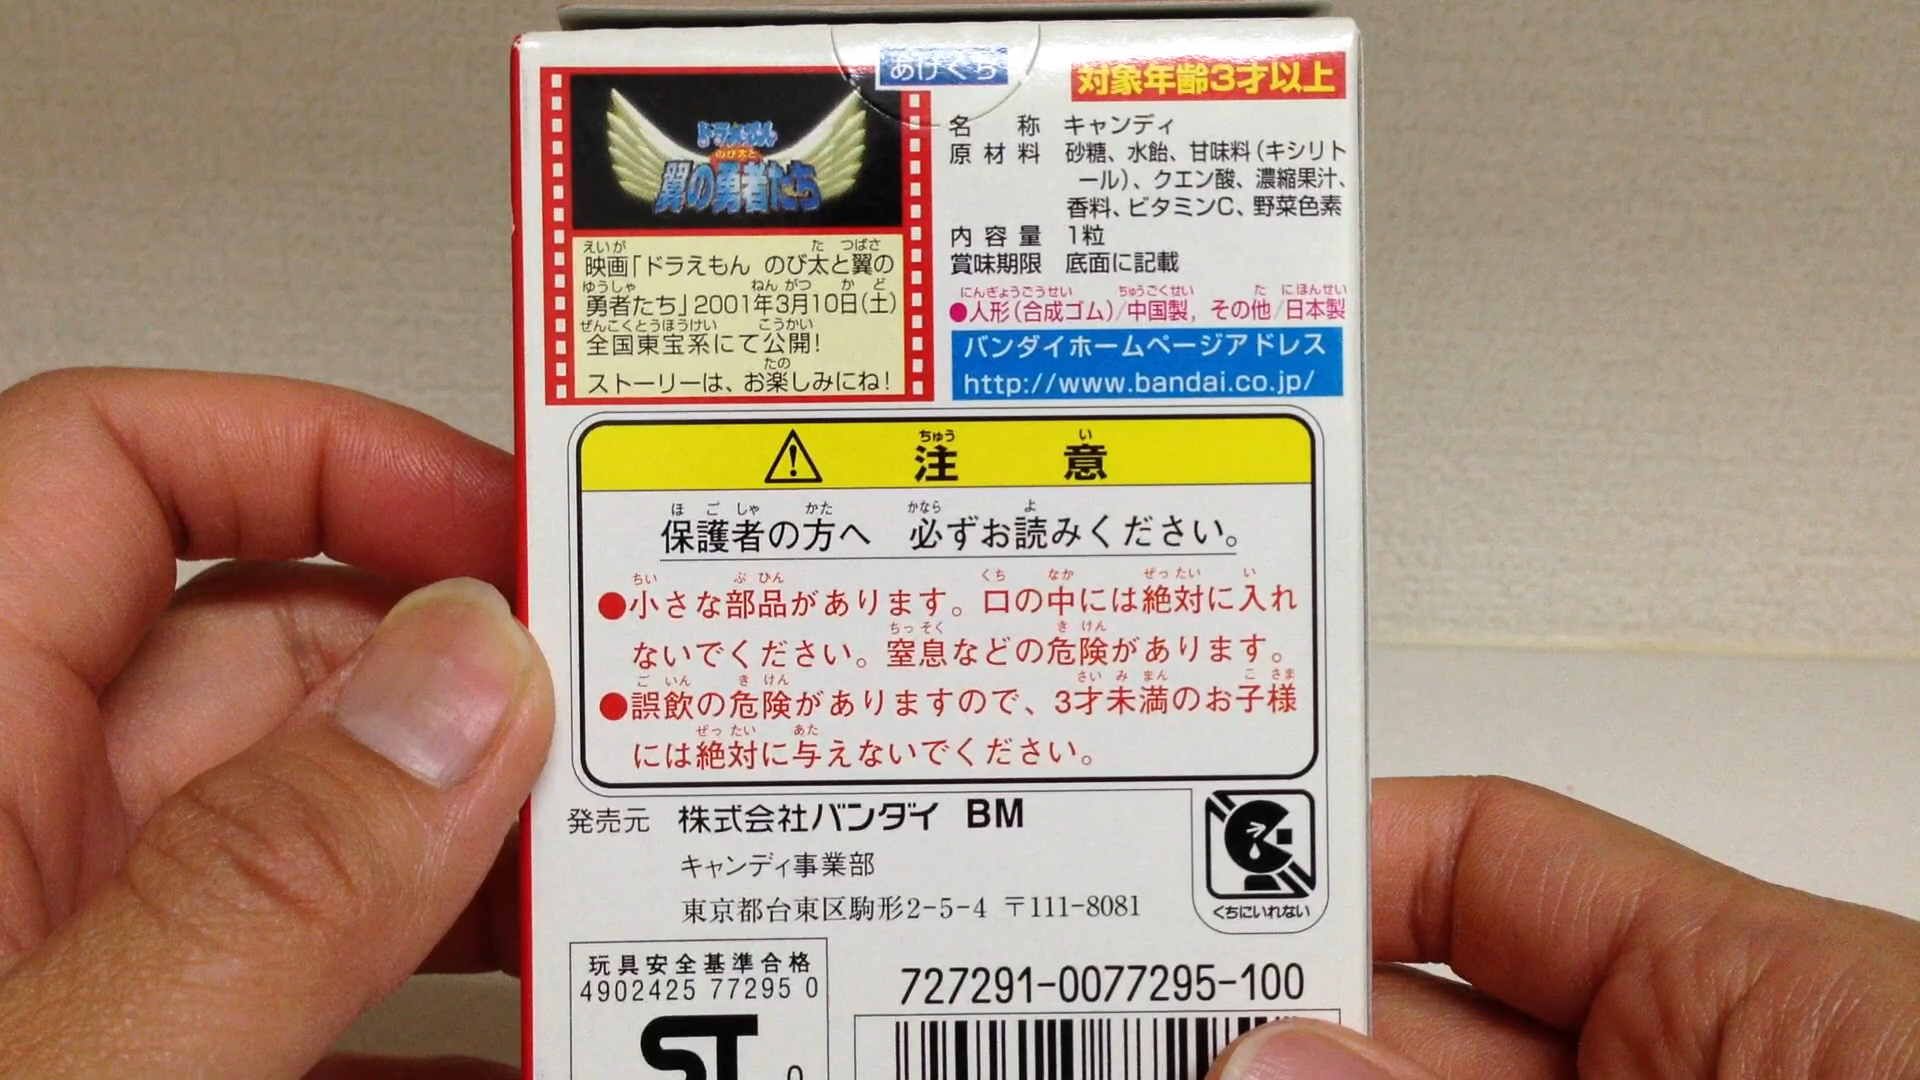 あけくち
対象年齢3才以上
ドラえもん
のび太と
翼の勇者たち
えいが た つばさ
映画「ドラえもん のび太と翼の
ゆうしゃ ねん がつ か ど
勇者たち」2001年3月10日(土)
ぜんこくとうほうけい こうかい
全国東宝系にて公開!
たの
ストーリーは、お楽しみにね!
名称 キャンディ
原材料 砂糖、水飴、甘味料(キシリト
ール)、クエン酸、濃縮果汁、
香料、ビタミンC、野菜色素
内容量 1粒
賞味期限 底面に記載
にんぎょうごうせい ちゅうごくせい た にほんせい
●人形(合成ゴム)/中国製, その他/日本製
バンダイホームページアドレス
http://www.bandai.co.jp/
ちゅう い
注意
ほ ご しゃ かた かなら よ
保護者の方へ 必ずお読みください。
ちい ぶ ひん くち なか ぜったい い
●小さな部品があります。口の中には絶対に入れ
ちっそく き けん
ないでください。窒息などの危険があります。
ご いん き けん さい み まん こ さま
●誤飲の危険がありますので、3才未満のお子様
ぜったい あた
には絶対に与えないでください。
発売元 株式会社バンダイ BM
キャンディ事業部
東京都台東区駒形2-5-4 〒111-8081
くちにいれない
玩具安全基準合格
4902425 77295 0
ST
727291-0077295-100